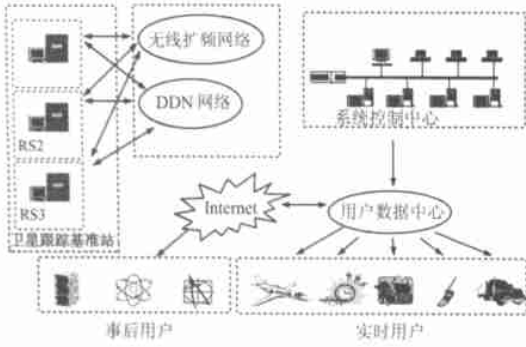 无线扩频网络
DDN 网络
RS2
RS3
卫星跟踪基准站
系统控制中心
Internet
用户数据中心
事后用户
实时用户